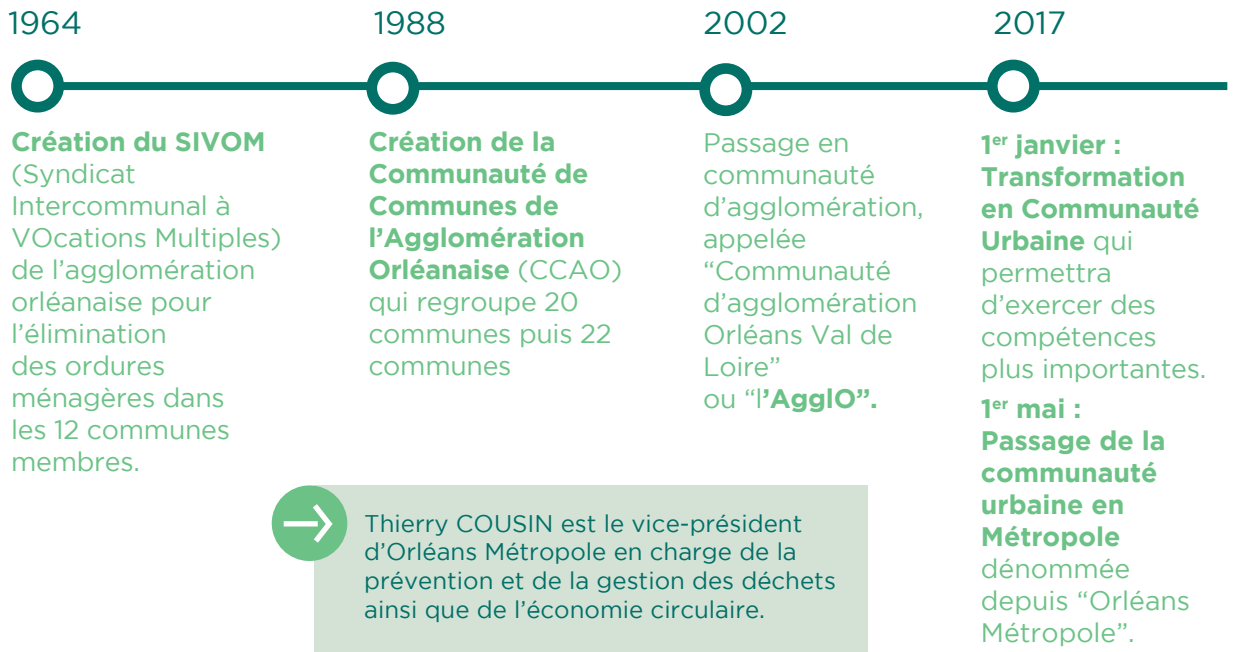 1964
Création du SIVOM
(Syndicat
Intercommunal à
VOcations Multiples)
de l’agglomération
orléanaise pour
l’élimination
des ordures
ménagères dans
les 12 communes
membres.
1988
Création de la
Communauté de
Communes de
l’Agglomération
Orléanaise (CCAO)
qui regroupe 20
communes puis 22
communes
2002
Passage en
communauté
d’agglomération,
appelée
“Communauté
d’agglomération
Orléans Val de
Loire”
ou “l’AgglO”.
2017
1er janvier :
Transformation
en Communauté
Urbaine qui
permettra
d’exercer des
compétences
plus importantes.
1er mai :
Passage de la
communauté
urbaine en
Métropole
dénommée
depuis “Orléans
Métropole”.
Thierry COUSIN est le vice-président
d’Orléans Métropole en charge de la
prévention et de la gestion des déchets
ainsi que de l’économie circulaire.